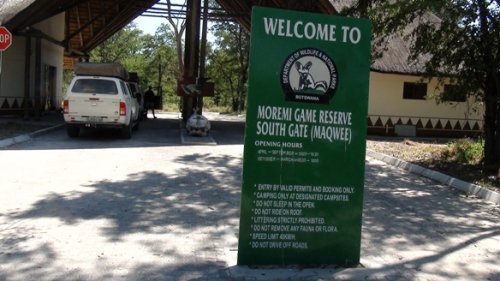 STOP
WELCOME TO
DEPARTMENT OF WILDLIFE & NATIONAL PARKS
BOTSWANA
MOREMI GAME RESERVE
SOUTH GATE (MAQWEE)
OPENING HOURS
* ENTRY BY VALID PERMITS AND BOOKING ONLY.
* CAMPING ONLY AT DESIGNATED CAMPSITES.
* DO NOT SLEEP IN THE OPEN.
* DO NOT RIDE ON ROOF.
* LITTERING STRICTLY PROHIBITED.
* DO NOT REMOVE ANY FAUNA OR FLORA.
* SPEED LIMIT 40KM/H.
* DO NOT DRIVE OFF ROADS.